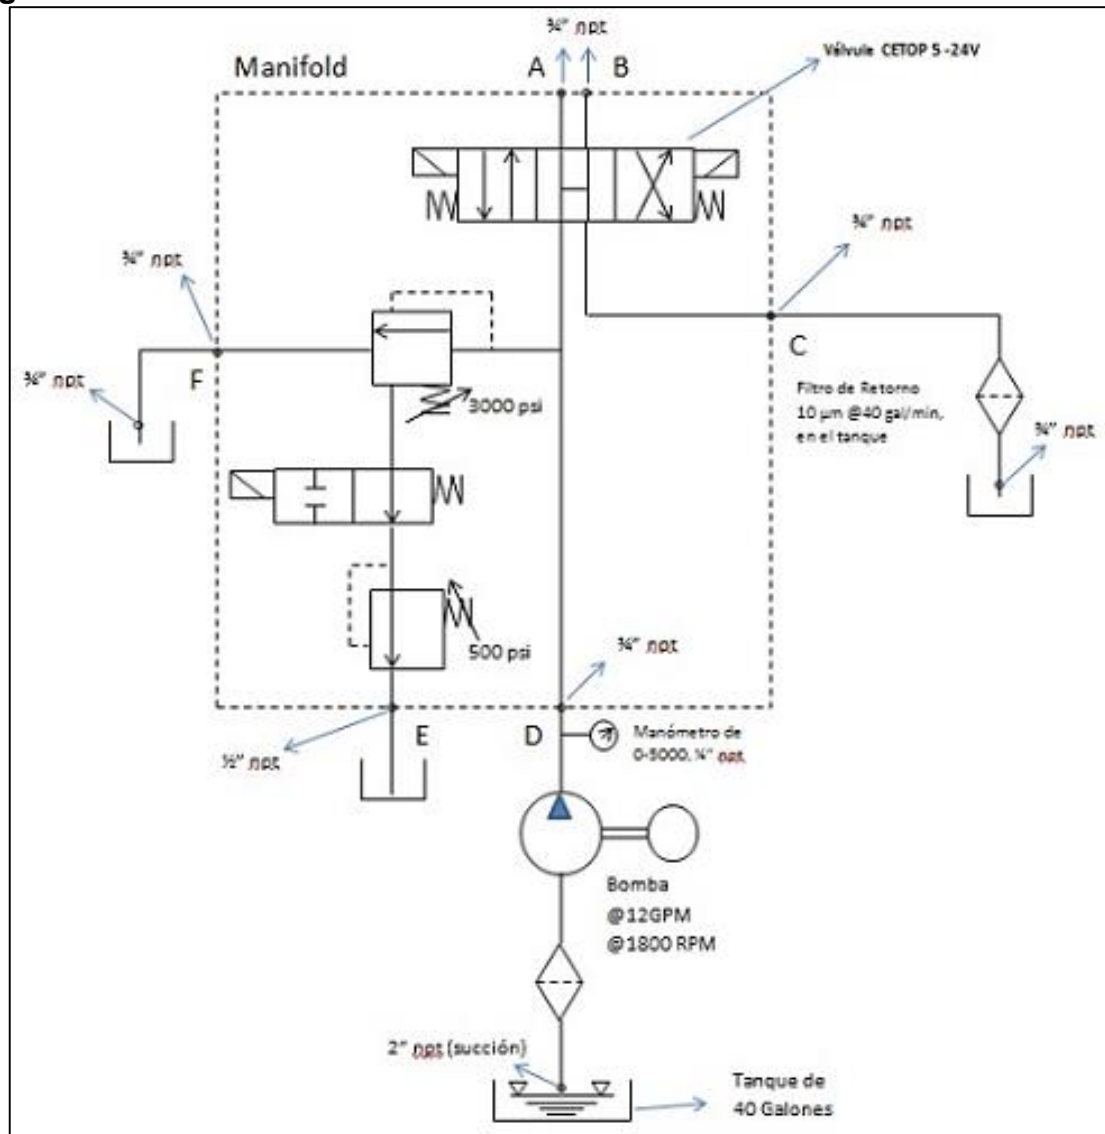 ¾" npt
Manifold
A
B
Válvule CETOP 5 -24V
¾" npt
¾" npt
F
C
¾" npt
3000 psi
Filtro de Retorno
10 µm @40 gal/min,
en el tanque
¾" npt
500 psi
¾" npt
E
D
Manómetro de
0-5000, ¼" npt
½" npt
Bomba
@12GPM
@1800 RPM
2" npt (succión)
Tanque de
40 Galones